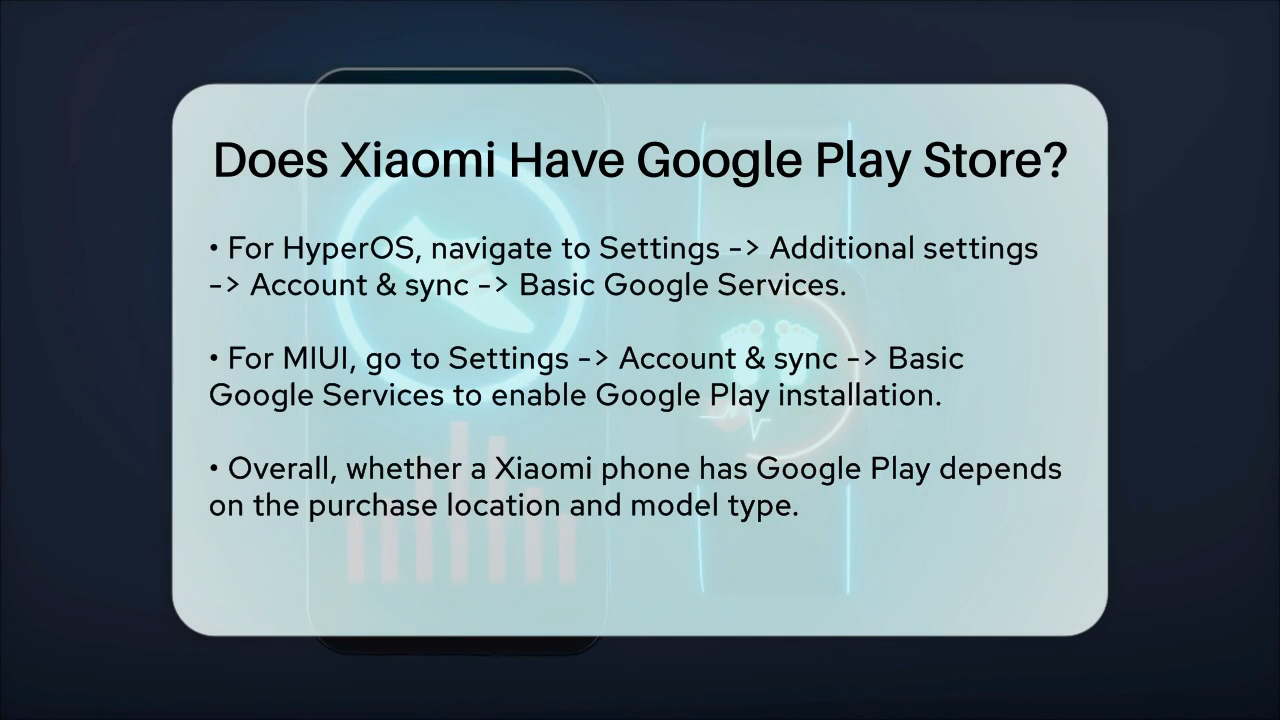 Does Xiaomi Have Google Play Store?
• For HyperOS, navigate to Settings -> Additional settings
-> Account & sync -> Basic Google Services.
• For MIUI, go to Settings -> Account & sync -> Basic
Google Services to enable Google Play installation.
• Overall, whether a Xiaomi phone has Google Play depends
on the purchase location and model type.